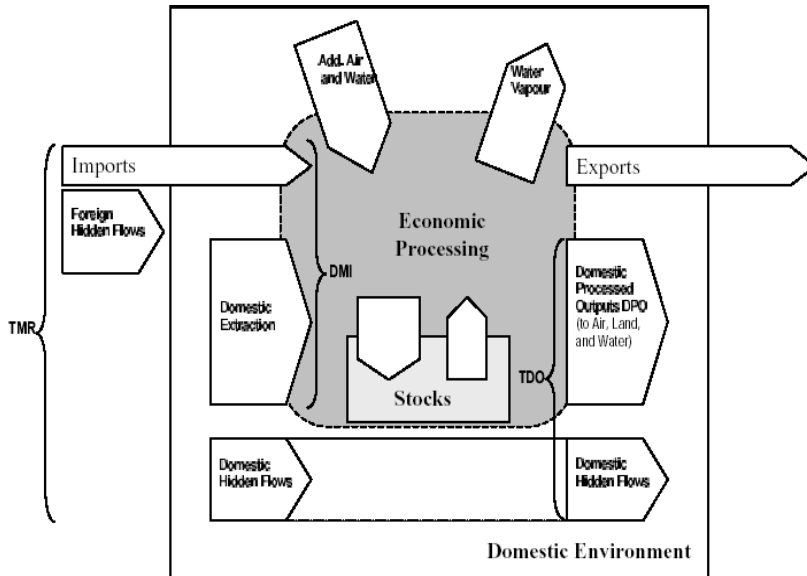 Add. Air
and Water
Water
Vapour
Imports
Exports
Foreign
Hidden Flows
Economic
Processing
DMI
Domestic
Extraction
Domestic
Processed
Outputs DPO
(to Air, Land,
and Water)
TMR
TDO
Stocks
Domestic
Hidden Flows
Domestic
Hidden Flows
Domestic Environment